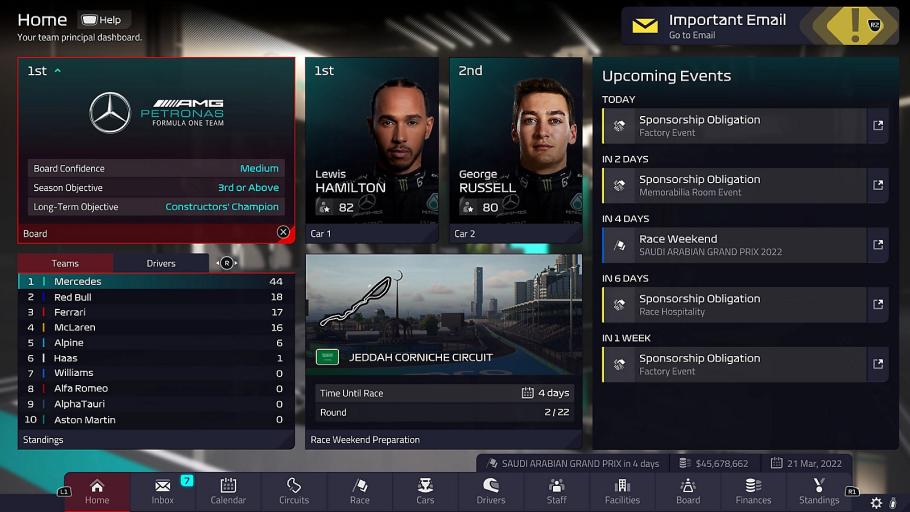 Home
Help
Your team principal dashboard.
Important Email
Go to Email
R2
1st
AMG
PETRONAS
FORMULA ONE TEAM
Board Confidence Medium
Season Objective 3rd or Above
Long-Term Objective Constructors' Champion
Board
1st
Lewis
HAMILTON
82
Car 1
2nd
George
RUSSELL
80
Car 2
Upcoming Events
TODAY
Sponsorship Obligation
Factory Event
IN 2 DAYS
Sponsorship Obligation
Memorabilia Room Event
IN 4 DAYS
Race Weekend
SAUDI ARABIAN GRAND PRIX 2022
IN 6 DAYS
Sponsorship Obligation
Race Hospitality
IN 1 WEEK
Sponsorship Obligation
Factory Event
Teams Drivers R
1 Mercedes 44
2 Red Bull 18
3 Ferrari 17
4 McLaren 16
5 Alpine 6
6 Haas 1
7 Williams 0
8 Alfa Romeo 0
9 AlphaTauri 0
10 Aston Martin 0
Standings
JEDDAH CORNICHE CIRCUIT
Time Until Race 4 days
Round 2 / 22
Race Weekend Preparation
SAUDI ARABIAN GRAND PRIX in 4 days $45,678,662 21 Mar, 2022
L1 Home Inbox 7 Calendar Circuits Race Cars Drivers Staff Facilities Board Finances Standings R1